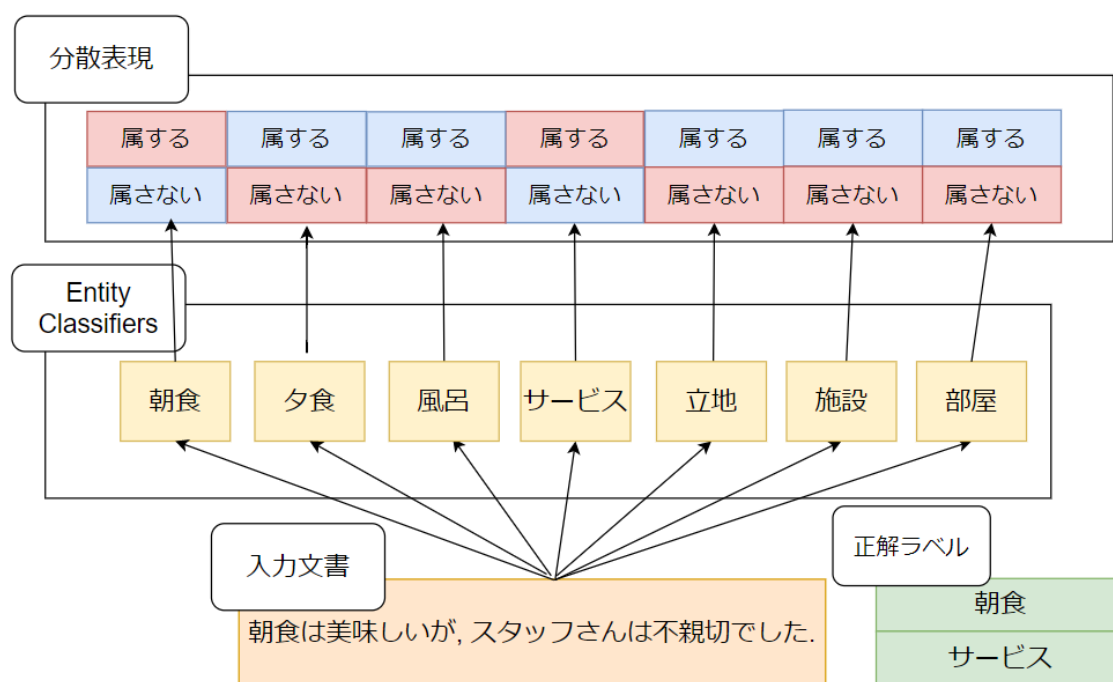 分散表現
属する 属する 属する 属する 属する 属する 属する
属さない 属さない 属さない 属さない 属さない 属さない 属さない
Entity
Classifiers
朝食 夕食 風呂 サービス 立地 施設 部屋
入力文書
朝食は美味しいが, スタッフさんは不親切でした.
正解ラベル
朝食
サービス